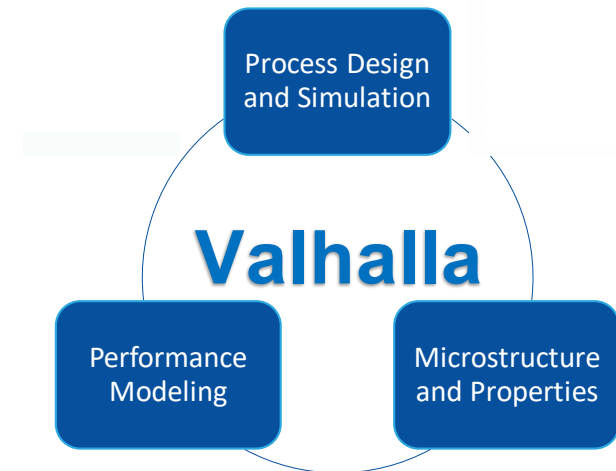 Process Design
and Simulation
Valhalla
Performance
Modeling
Microstructure
and Properties